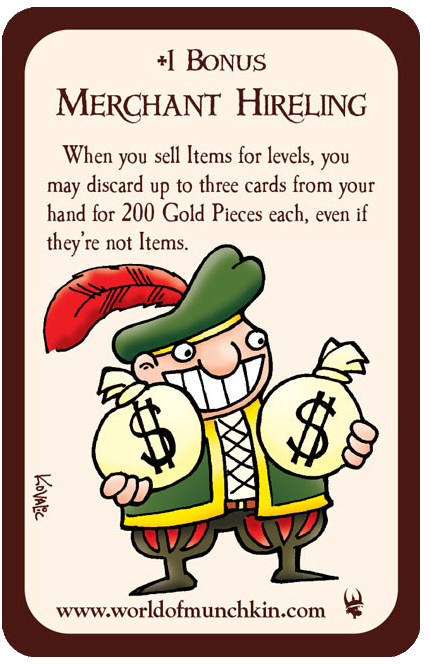 +1 Bonus
Merchant Hireling
When you sell Items for levels, you
may discard up to three cards from your
hand for 200 Gold Pieces each, even if
they're not Items.
$ $
Kovalic
www.worldofmunchkin.com